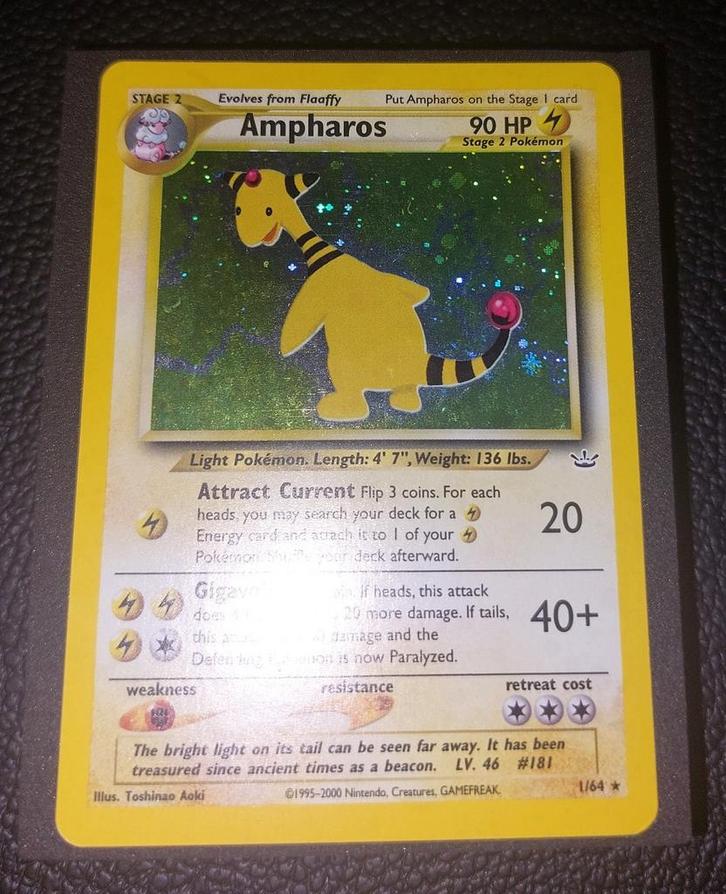 STAGE 2 Evolves from Flaaffy Put Ampharos on the Stage 1 card
Ampharos 90 HP
Stage 2 Pokémon
Light Pokémon. Length: 4' 7", Weight: 136 lbs.
Attract Current Flip 3 coins. For each
heads, you may search your deck for a
Energy card and attach it to 1 of your
Pokémon. Shuffle your deck afterward.
20
If heads, this attack
does 20 more damage. If tails,
this damage and the
Defending Pokémon is now Paralyzed.
40+
weakness resistance retreat cost
The bright light on its tail can be seen far away. It has been
treasured since ancient times as a beacon. LV. 46 #181
Illus. Toshinao Aoki ©1995-2000 Nintendo, Creatures, GAMEFREAK. 1/64 ★